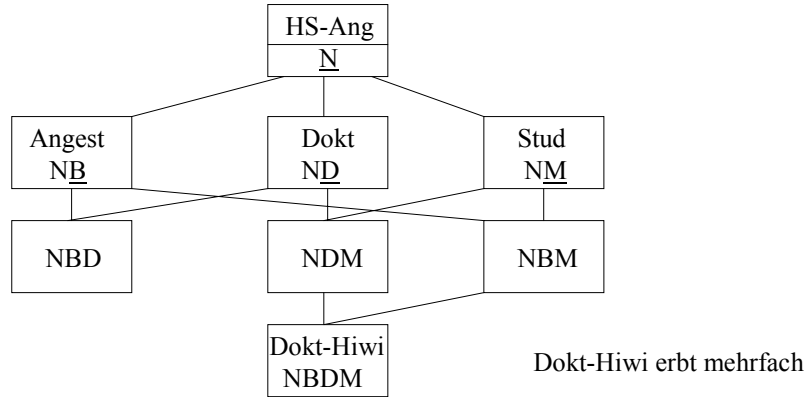 HS-Ang
N
Angest
NB
Dokt
ND
Stud
NM
NBD
NDM
NBM
Dokt-Hiwi
NBDM
Dokt-Hiwi erbt mehrfach